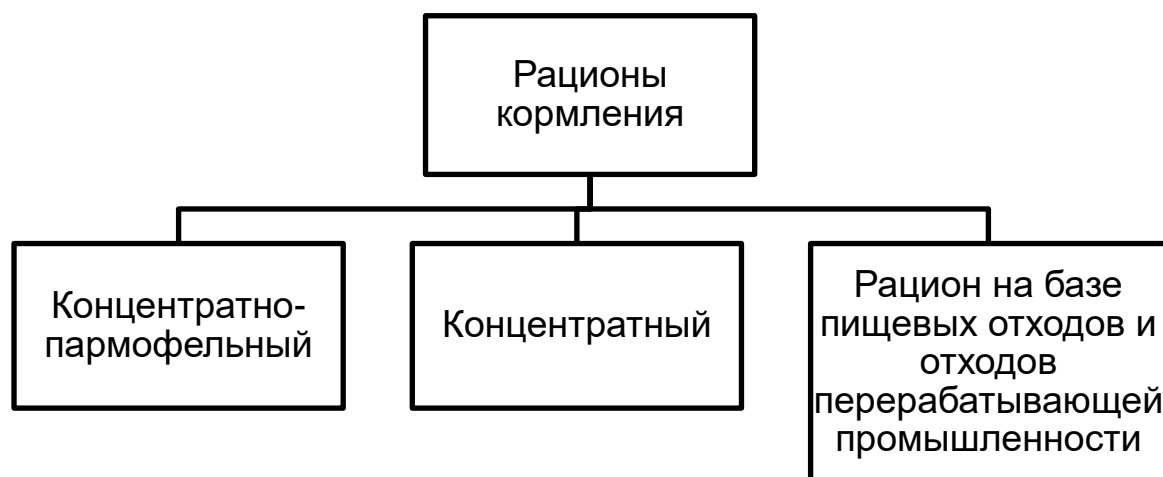 Рационы
кормления
Концентратно-
пармофельный
Концентратный
Рацион на базе
пищевых отходов и
отходов
перерабатывающей
промышленности